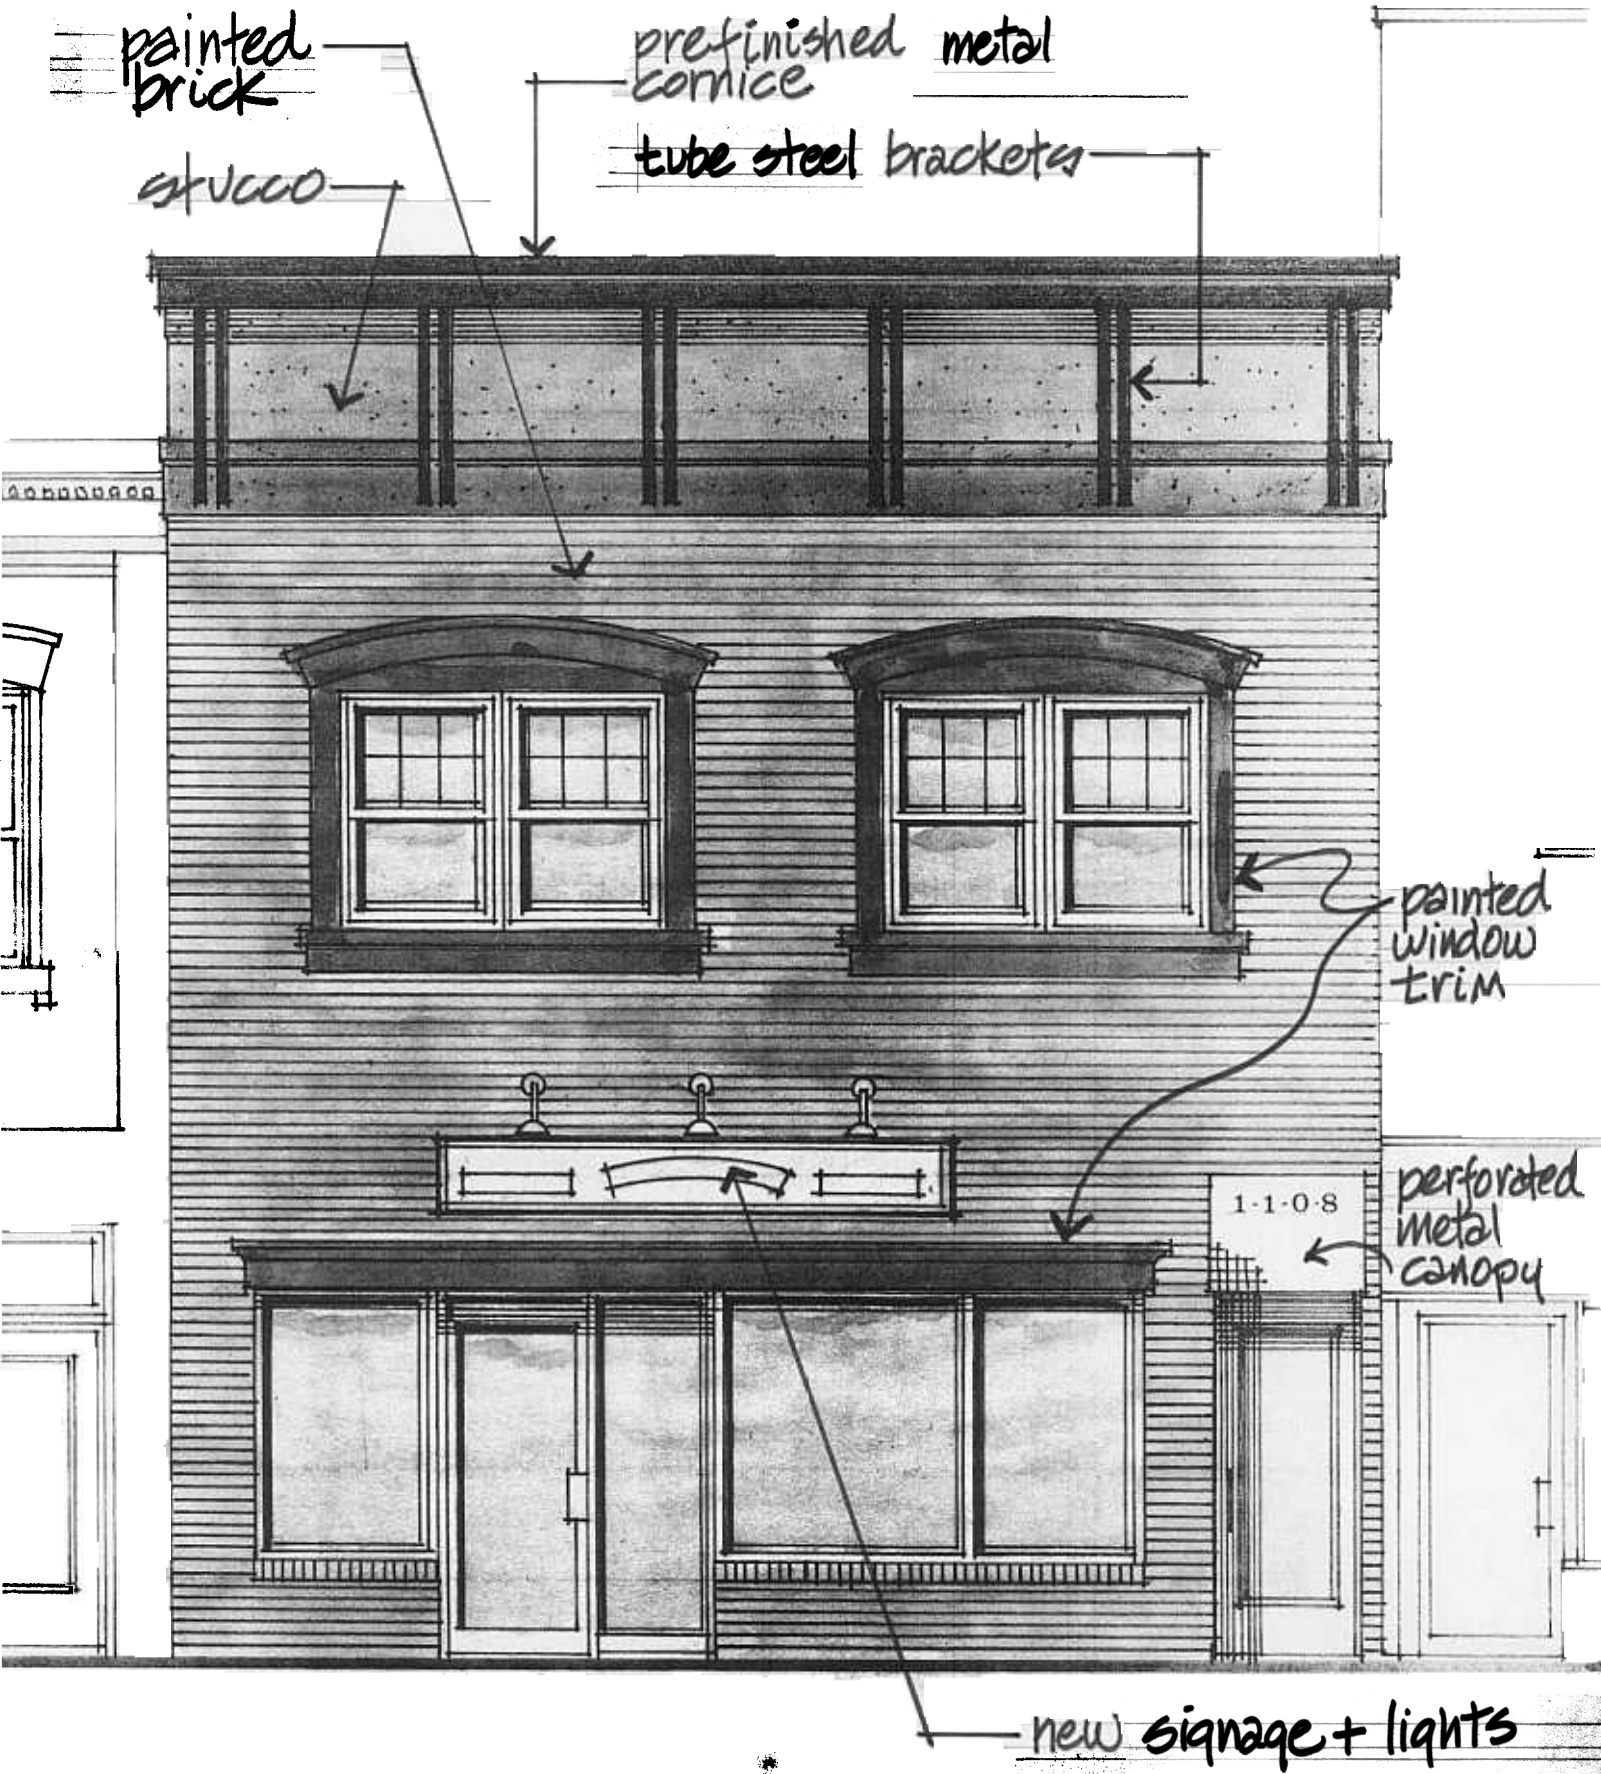 painted
brick
prefinished metal
cornice
tube steel brackets
stucco
painted
window
trim
1-1-0-8
perforated
metal
canopy
new signage + lights